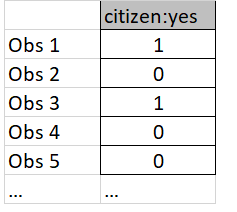 citizen:yes
Obs 1 1
Obs 2 0
Obs 3 1
Obs 4 0
Obs 5 0
... ...